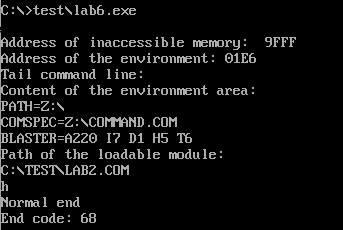 C:\>test\lab6.exe
Address of inaccessible memory:  9FFF
Address of the environment: 01E6
Tail command line:
Content of the environment area:
PATH=Z:\
COMSPEC=Z:\COMMAND.COM
BLASTER=A220 I7 D1 H5 T6
Path of the loadable module:
C:\TEST\LAB2.COM
h
Normal end
End code: 68